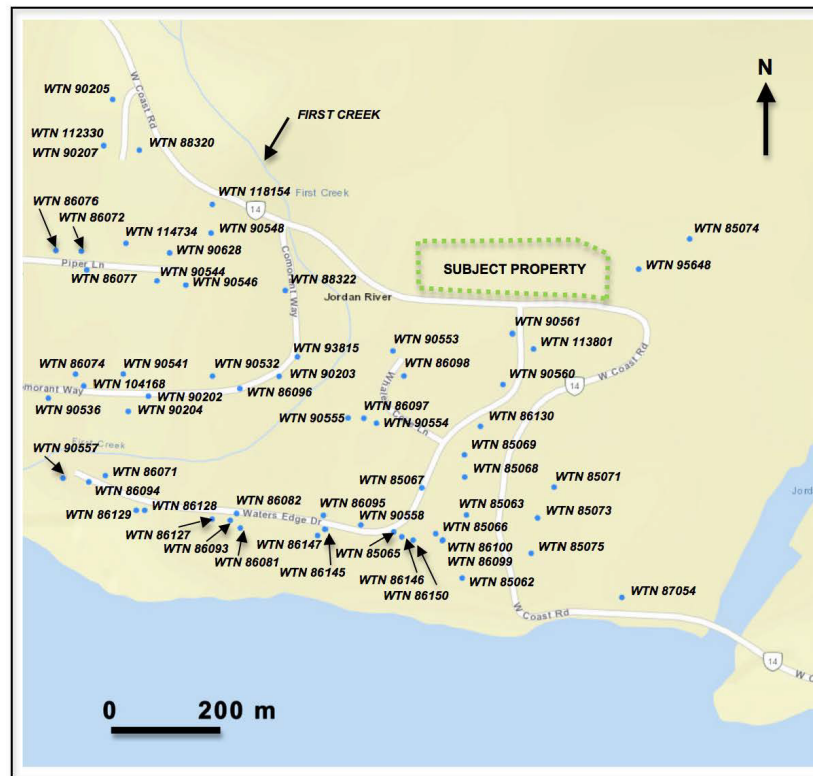 WTN 90205
W Coast Rd
WTN 112330
WTN 90207
WTN 88320
FIRST CREEK
N
WTN 118154
First Creek
14
WTN 86076
WTN 86072
WTN 114734
WTN 90548
WTN 90628
Piper Ln
WTN 86077
WTN 90544
WTN 90546
Comorant Way
WTN 88322
Jordan River
SUBJECT PROPERTY
WTN 85074
WTN 95648
WTN 90561
WTN 113801
WTN 93815
WTN 90553
WTN 86098
W Coast Rd
14
WTN 86074
WTN 90541
WTN 90532
WTN 90203
WTN 90560
WTN 104168
omorant Way
WTN 90202
WTN 86096
WTN 90536
WTN 90204
WTN 90555
WTN 86097
WTN 90554
WTN 86130
First-Creek
WTN 90557
WTN 86071
WTN 86094
WTN 85069
WTN 85068
WTN 85067
WTN 85071
WTN 86129
WTN 86128
WTN 86082
Waters Edge Dr
WTN 86095
WTN 90558
WTN 85063
WTN 85073
WTN 86127
WTN 86093
WTN 86081
WTN 86147
WTN 86145
WTN 85065
WTN 86146
WTN 86150
WTN 85066
WTN 86100
WTN 86099
WTN 85075
WTN 85062
WTN 87054
W Coast Rd
Jord
14
W C
0 200 m